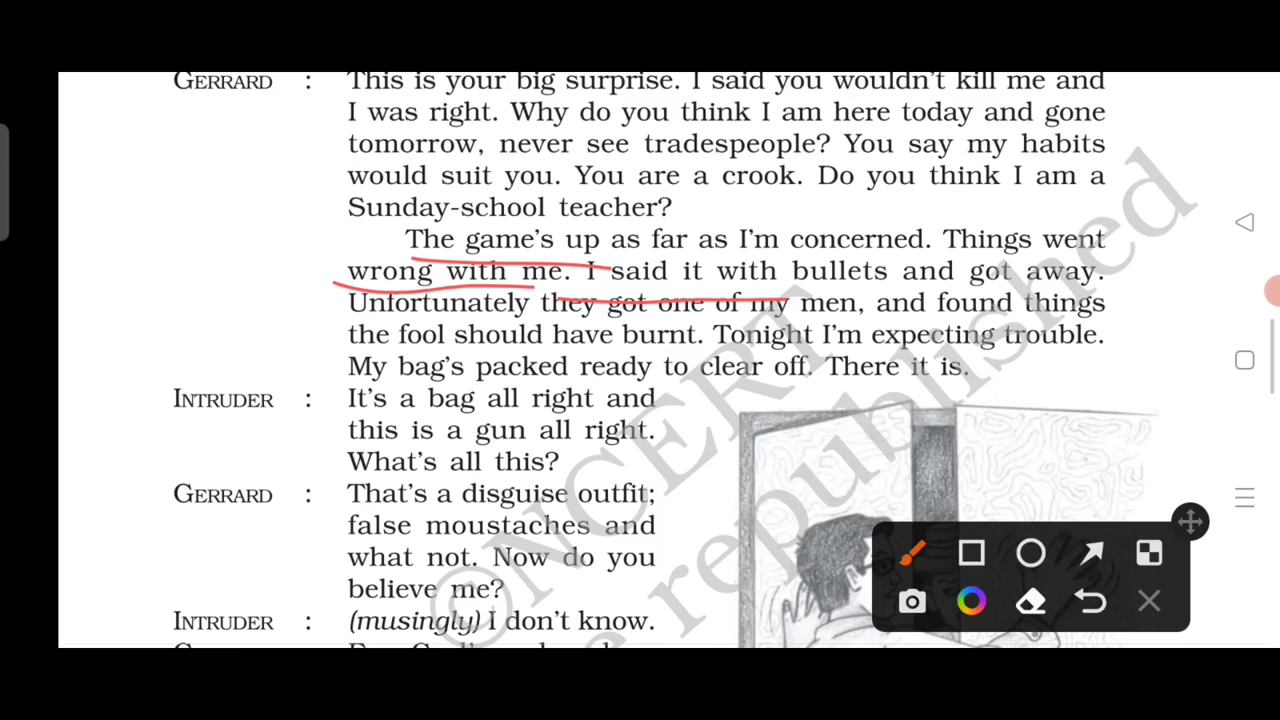 GERRARD : This is your big surprise. I said you wouldn't kill me and
I was right. Why do you think I am here today and gone
tomorrow, never see tradespeople? You say my habits
would suit you. You are a crook. Do you think I am a
Sunday-school teacher?
The game's up as far as I'm concerned. Things went
wrong with me. I said it with bullets and got away.
Unfortunately they got one of my men, and found things
the fool should have burnt. Tonight I'm expecting trouble.
My bag's packed ready to clear off. There it is.
INTRUDER : It's a bag all right and
this is a gun all right.
What's all this?
GERRARD : That's a disguise outfit;
false moustaches and
what not. Now do you
believe me?
INTRUDER : (musingly) I don't know.
©NCERT
republished